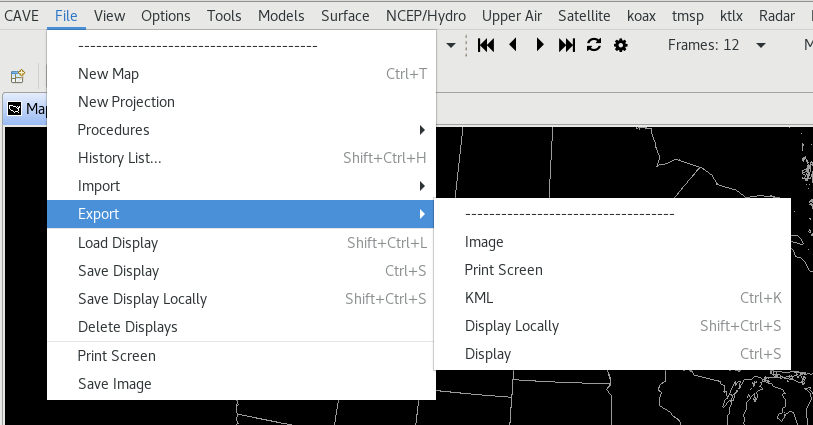 CAVE File View Options Tools Models Surface NCEP/Hydro Upper Air Satellite koax tmsp ktlx Radar
----------------------------------------
Frames: 12
New Map Ctrl+T
New Projection
Procedures
Map
History List... Shift+Ctrl+H
Import
Export
-----------------------------------
Load Display Shift+Ctrl+L
Image
Save Display Ctrl+S
Print Screen
Save Display Locally Shift+Ctrl+S
KML Ctrl+K
Delete Displays
Display Locally Shift+Ctrl+S
Print Screen
Display Ctrl+S
Save Image